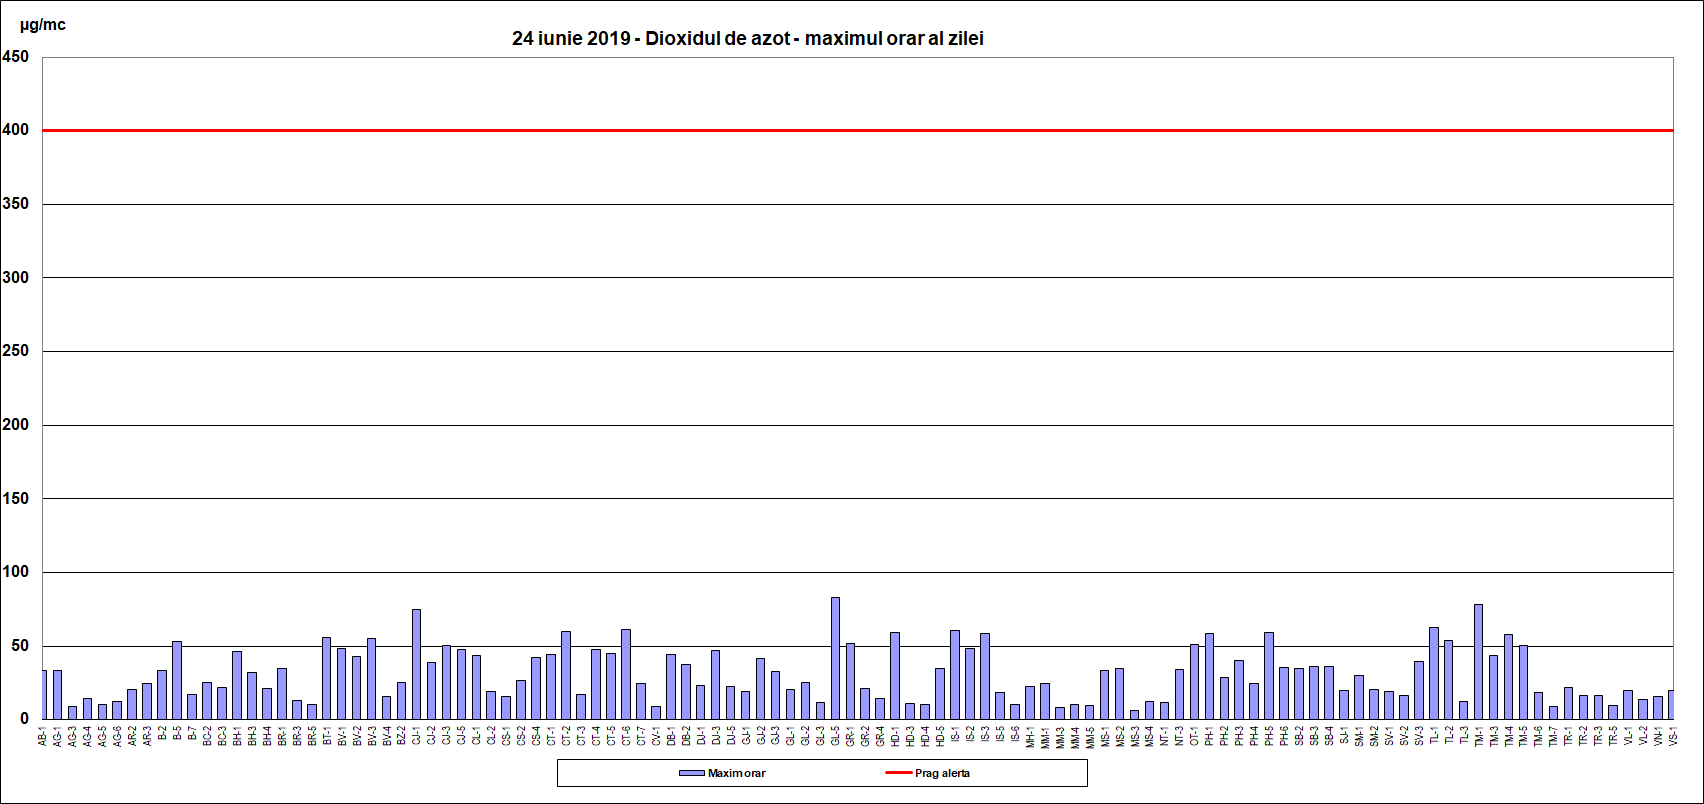 µg/mc
24 iunie 2019 - Dioxidul de azot - maximul orar al zilei
450
400
350
300
250
200
150
100
50
0
AB-1 AG-1 AG-3 AG-4 AG-5 AG-6 AR-2 AR-3 B-2 B-5 B-7 BC-2 BC-3 BH-1 BH-3 BH-4 BR-1 BR-3 BR-5 BT-1 BV-1 BV-2 BV-3 BV-4 BZ-2 CJ-1 CJ-2 CJ-3 CJ-5 CL-1 CL-2 CS-1 CS-2 CS-4 CT-1 CT-2 CT-3 CT-4 CT-5 CT-6 CT-7 CV-1 DB-1 DB-2 DJ-1 DJ-3 DJ-5 GJ-1 GJ-2 GJ-3 GL-1 GL-2 GL-3 GL-5 GR-1 GR-2 GR-4 HD-1 HD-3 HD-4 HD-5 IS-1 IS-2 IS-3 IS-5 IS-6 MH-1 MM-1 MM-3 MM-4 MM-5 MS-1 MS-2 MS-3 MS-4 NT-1 NT-3 OT-1 PH-1 PH-2 PH-3 PH-4 PH-5 PH-6 SB-2 SB-3 SB-4 SJ-1 SM-1 SM-2 SV-1 SV-2 SV-3 TL-1 TL-2 TL-3 TM-1 TM-3 TM-4 TM-5 TM-6 TM-7 TR-1 TR-2 TR-3 TR-5 VL-1 VL-2 VN-1 VS-1
Maxim orar Prag alerta